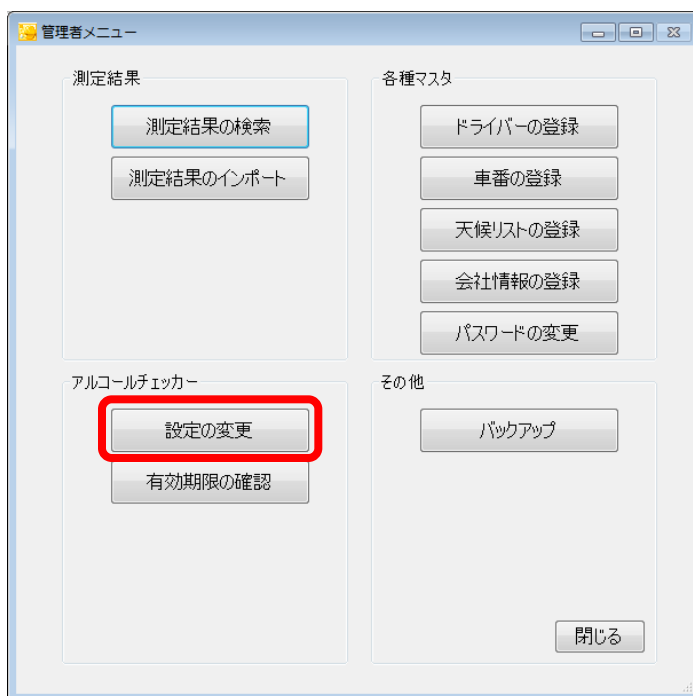 管理者メニュー
測定結果
測定結果の検索
測定結果のインポート
各種マスタ
ドライバーの登録
車番の登録
天候リストの登録
会社情報の登録
パスワードの変更
アルコールチェッカー
設定の変更
有効期限の確認
その他
バックアップ
閉じる